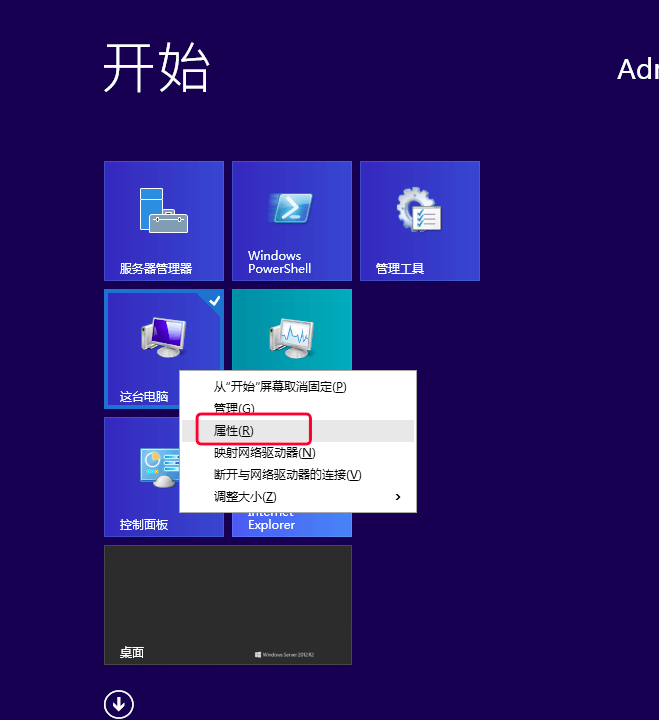 开始
Adr
服务器管理器
Windows
PowerShell
管理工具
这台电脑
从“开始”屏幕取消固定(P)
管理(G)
属性(R)
映射网络驱动器(N)
断开与网络驱动器的连接(V)
调整大小(Z)
控制面板
Internet
Explorer
桌面
Windows Server 2012 R2